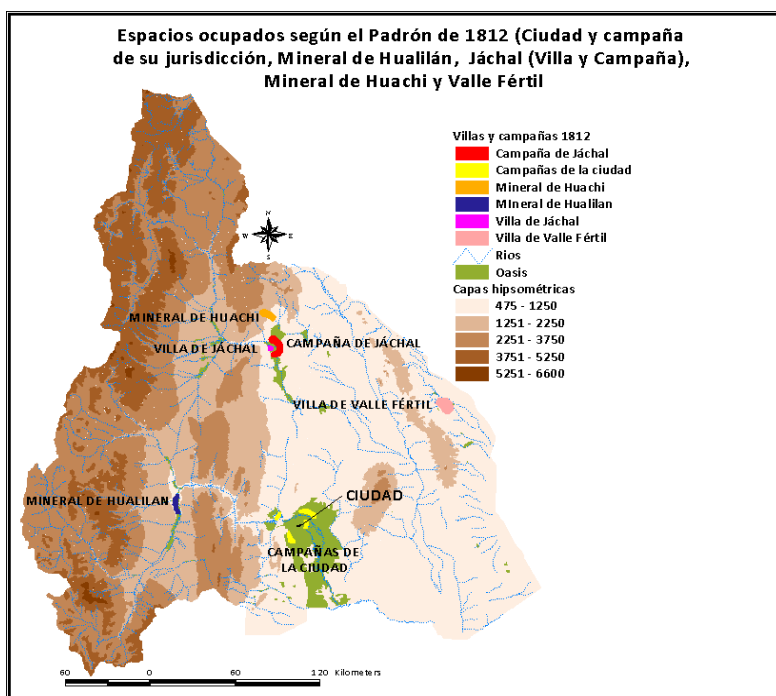 Espacios ocupados según el Padrón de 1812 (Ciudad y campaña
de su jurisdicción, Mineral de Hualilán, Jáchal (Villa y Campaña),
Mineral de Huachi y Valle Fértil
Villas y campañas 1812
Campaña de Jáchal
Campañas de la ciudad
Mineral de Huachi
MIneral de Hualilan
Villa de Jáchal
Villa de Valle Fértil
Rios
Oasis
Capas hipsométricas
475 - 1250
1251 - 2250
2251 - 3750
3751 - 5250
5251 - 6600
N
W E
S
MINERAL DE HUACHI
VILLA DE JÁCHAL
CAMPAÑA DE JÁCHAL
VILLA DE VALLE FÉRTIL
MINERAL DE HUALILAN
CIUDAD
CAMPAÑAS DE
LA CIUDAD
60 0 60 120 Kilometers